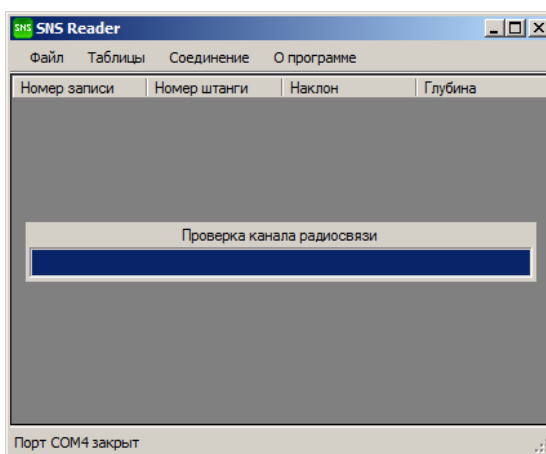 SNS SNS Reader
Файл Таблицы Соединение О программе
Номер записи Номер штанги Наклон Глубина
Проверка канала радиосвязи
Порт COM4 закрыт